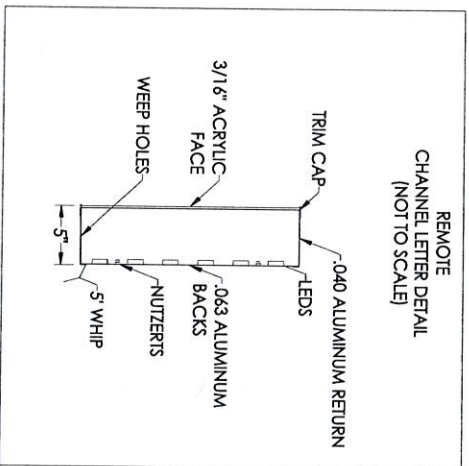 REMOTE
CHANNEL LETTER DETAIL
(NOT TO SCALE)
TRIM CAP
.040 ALUMINUM RETURN
3/16" ACRYLIC
FACE
LEDS
WEEP HOLES
.063 ALUMINUM
BACKS
NUTZERTS
5"
5' WHIP